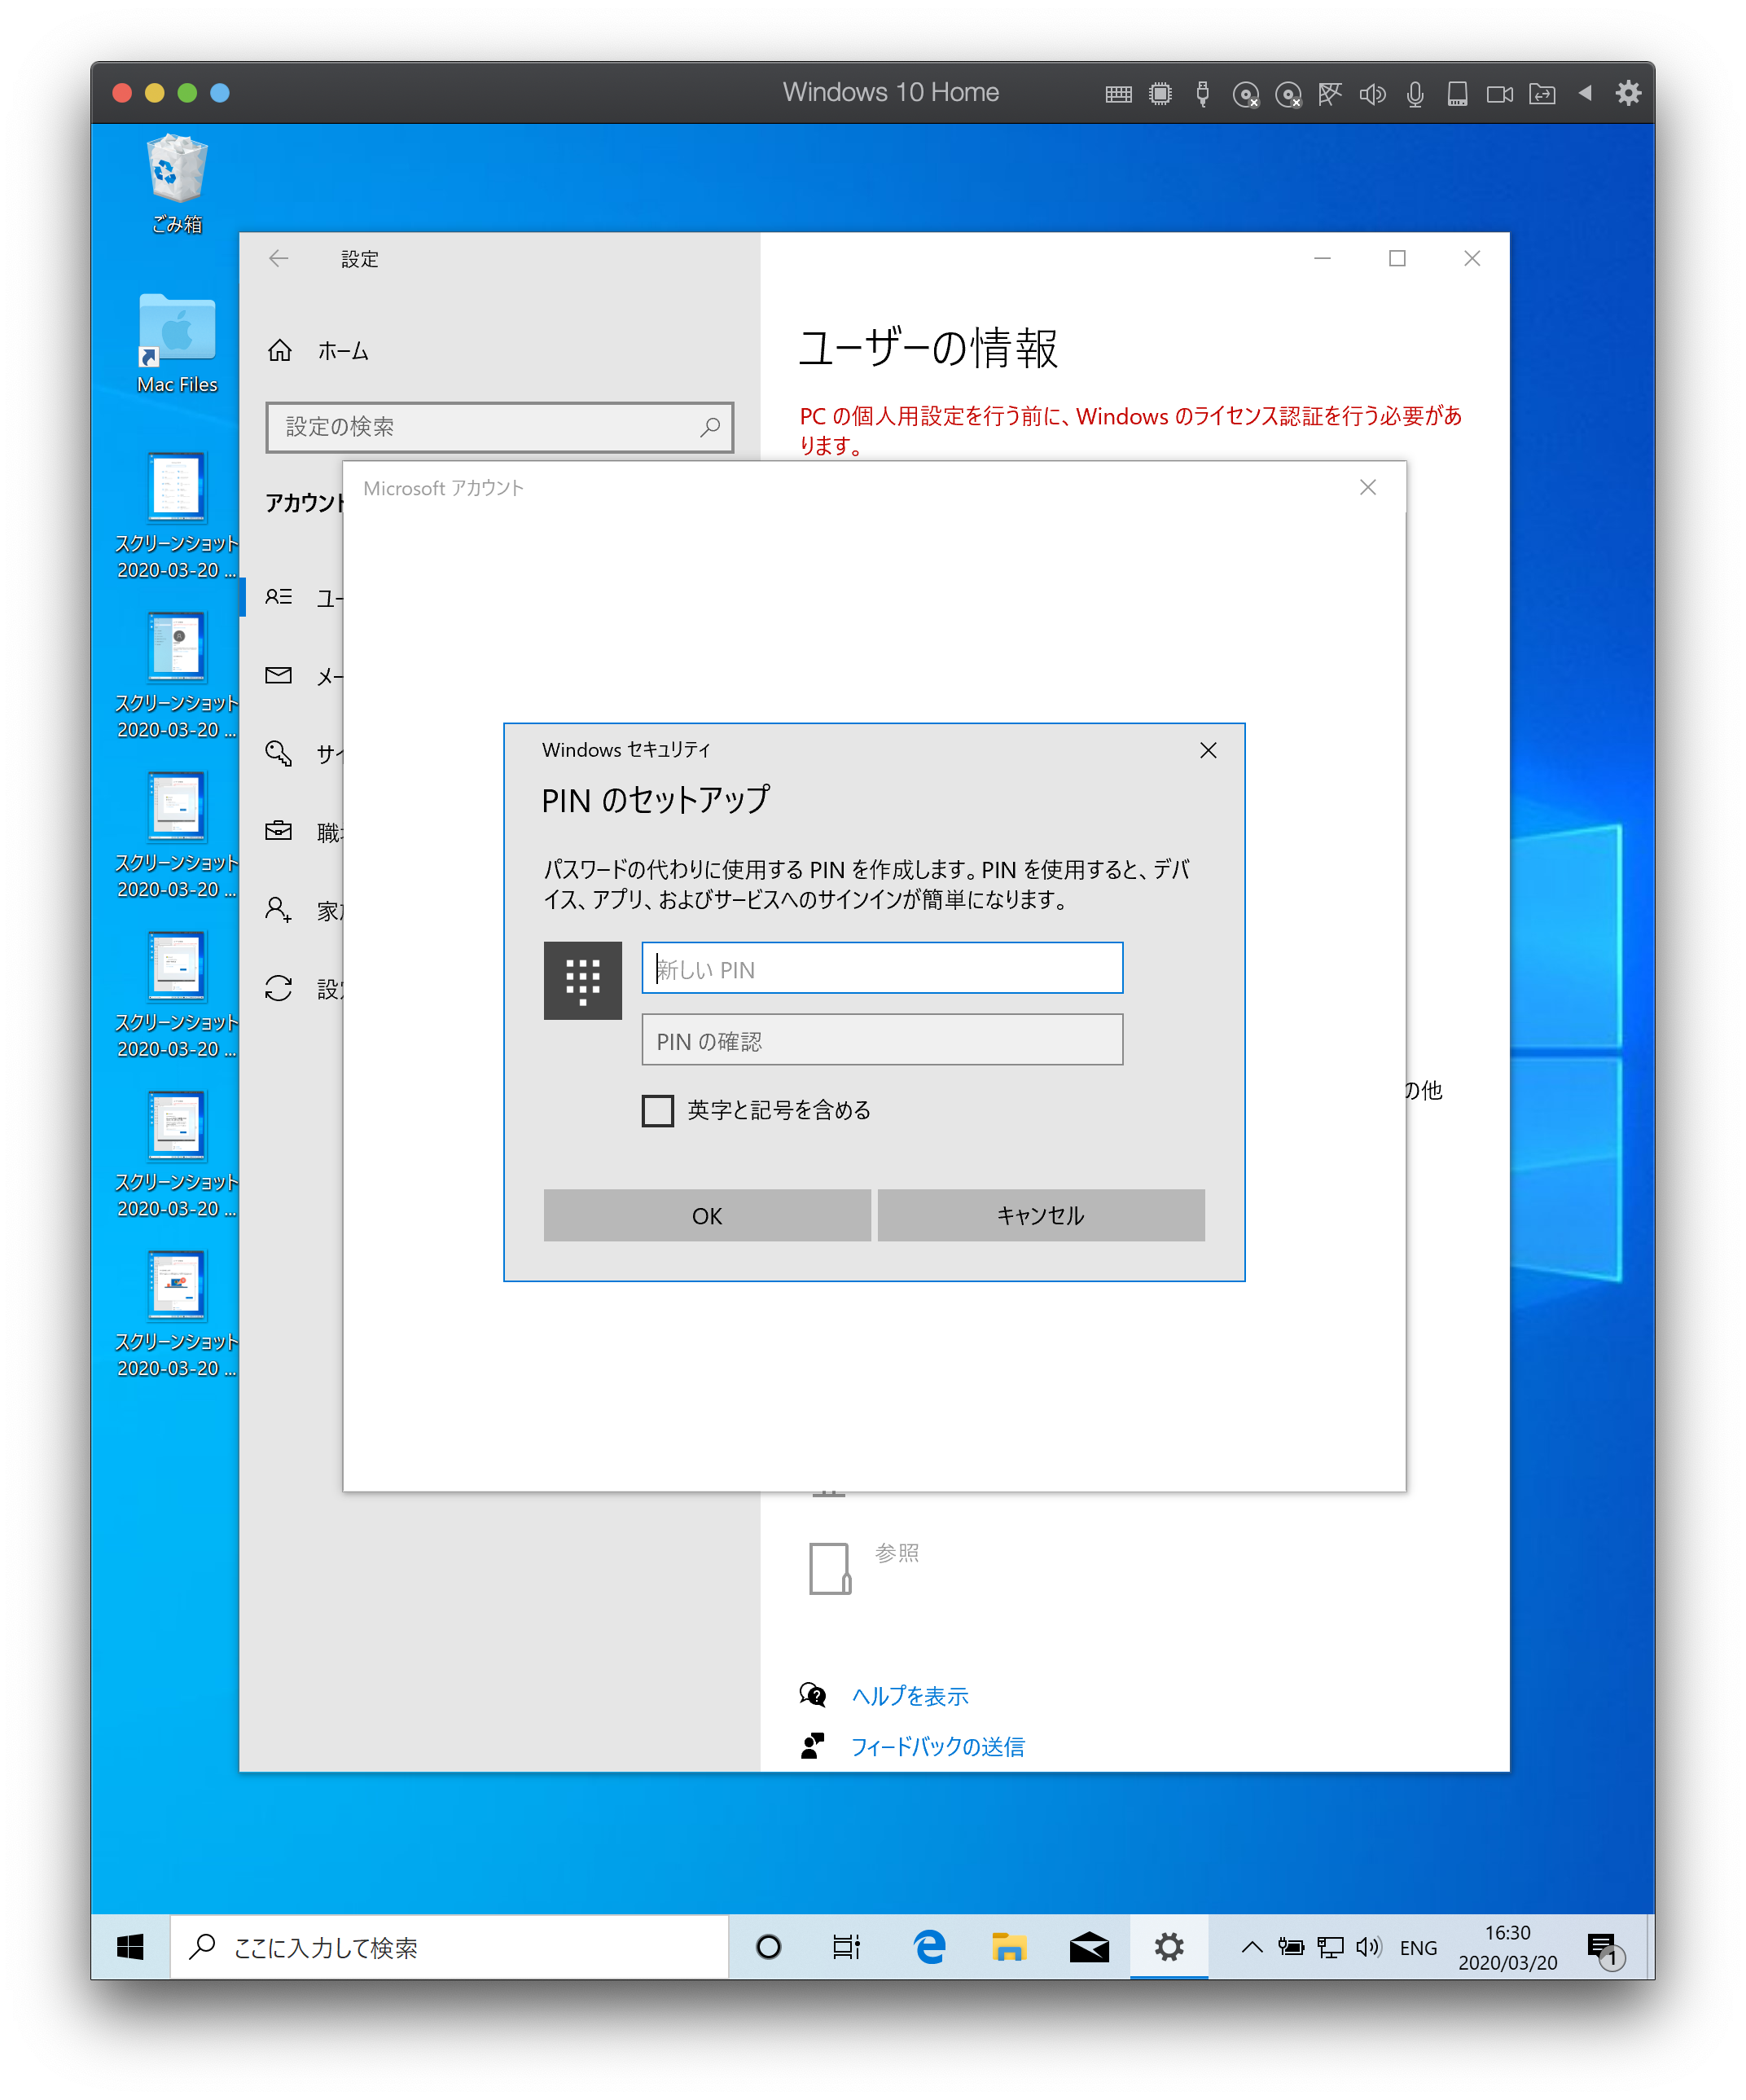 Windows 10 Home
ごみ箱
Mac Files
スクリーンショット
2020-03-20 ...
スクリーンショット
2020-03-20 ...
スクリーンショット
2020-03-20 ...
スクリーンショット
2020-03-20 ...
スクリーンショット
2020-03-20 ...
スクリーンショット
2020-03-20 ...
設定
ホーム
設定の検索
アカウント
ユー
メー
サイ
職
家
設
ユーザーの情報
PC の個人用設定を行う前に、Windows のライセンス認証を行う必要があ
ります。
Microsoft アカウント
Windows セキュリティ
PIN のセットアップ
パスワードの代わりに使用する PIN を作成します。PIN を使用すると、デバ
イス、アプリ、およびサービスへのサインインが簡単になります。
新しい PIN
PIN の確認
英字と記号を含める
OK
キャンセル
の他
参照
ヘルプを表示
フィードバックの送信
ここに入力して検索
ENG
16:30
2020/03/20
1